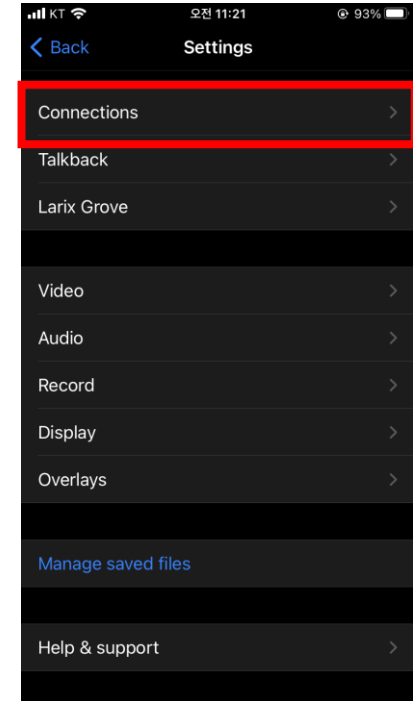 KT 오전 11:21 93%
Back Settings
Connections
Talkback
Larix Grove
Video
Audio
Record
Display
Overlays
Manage saved files
Help & support